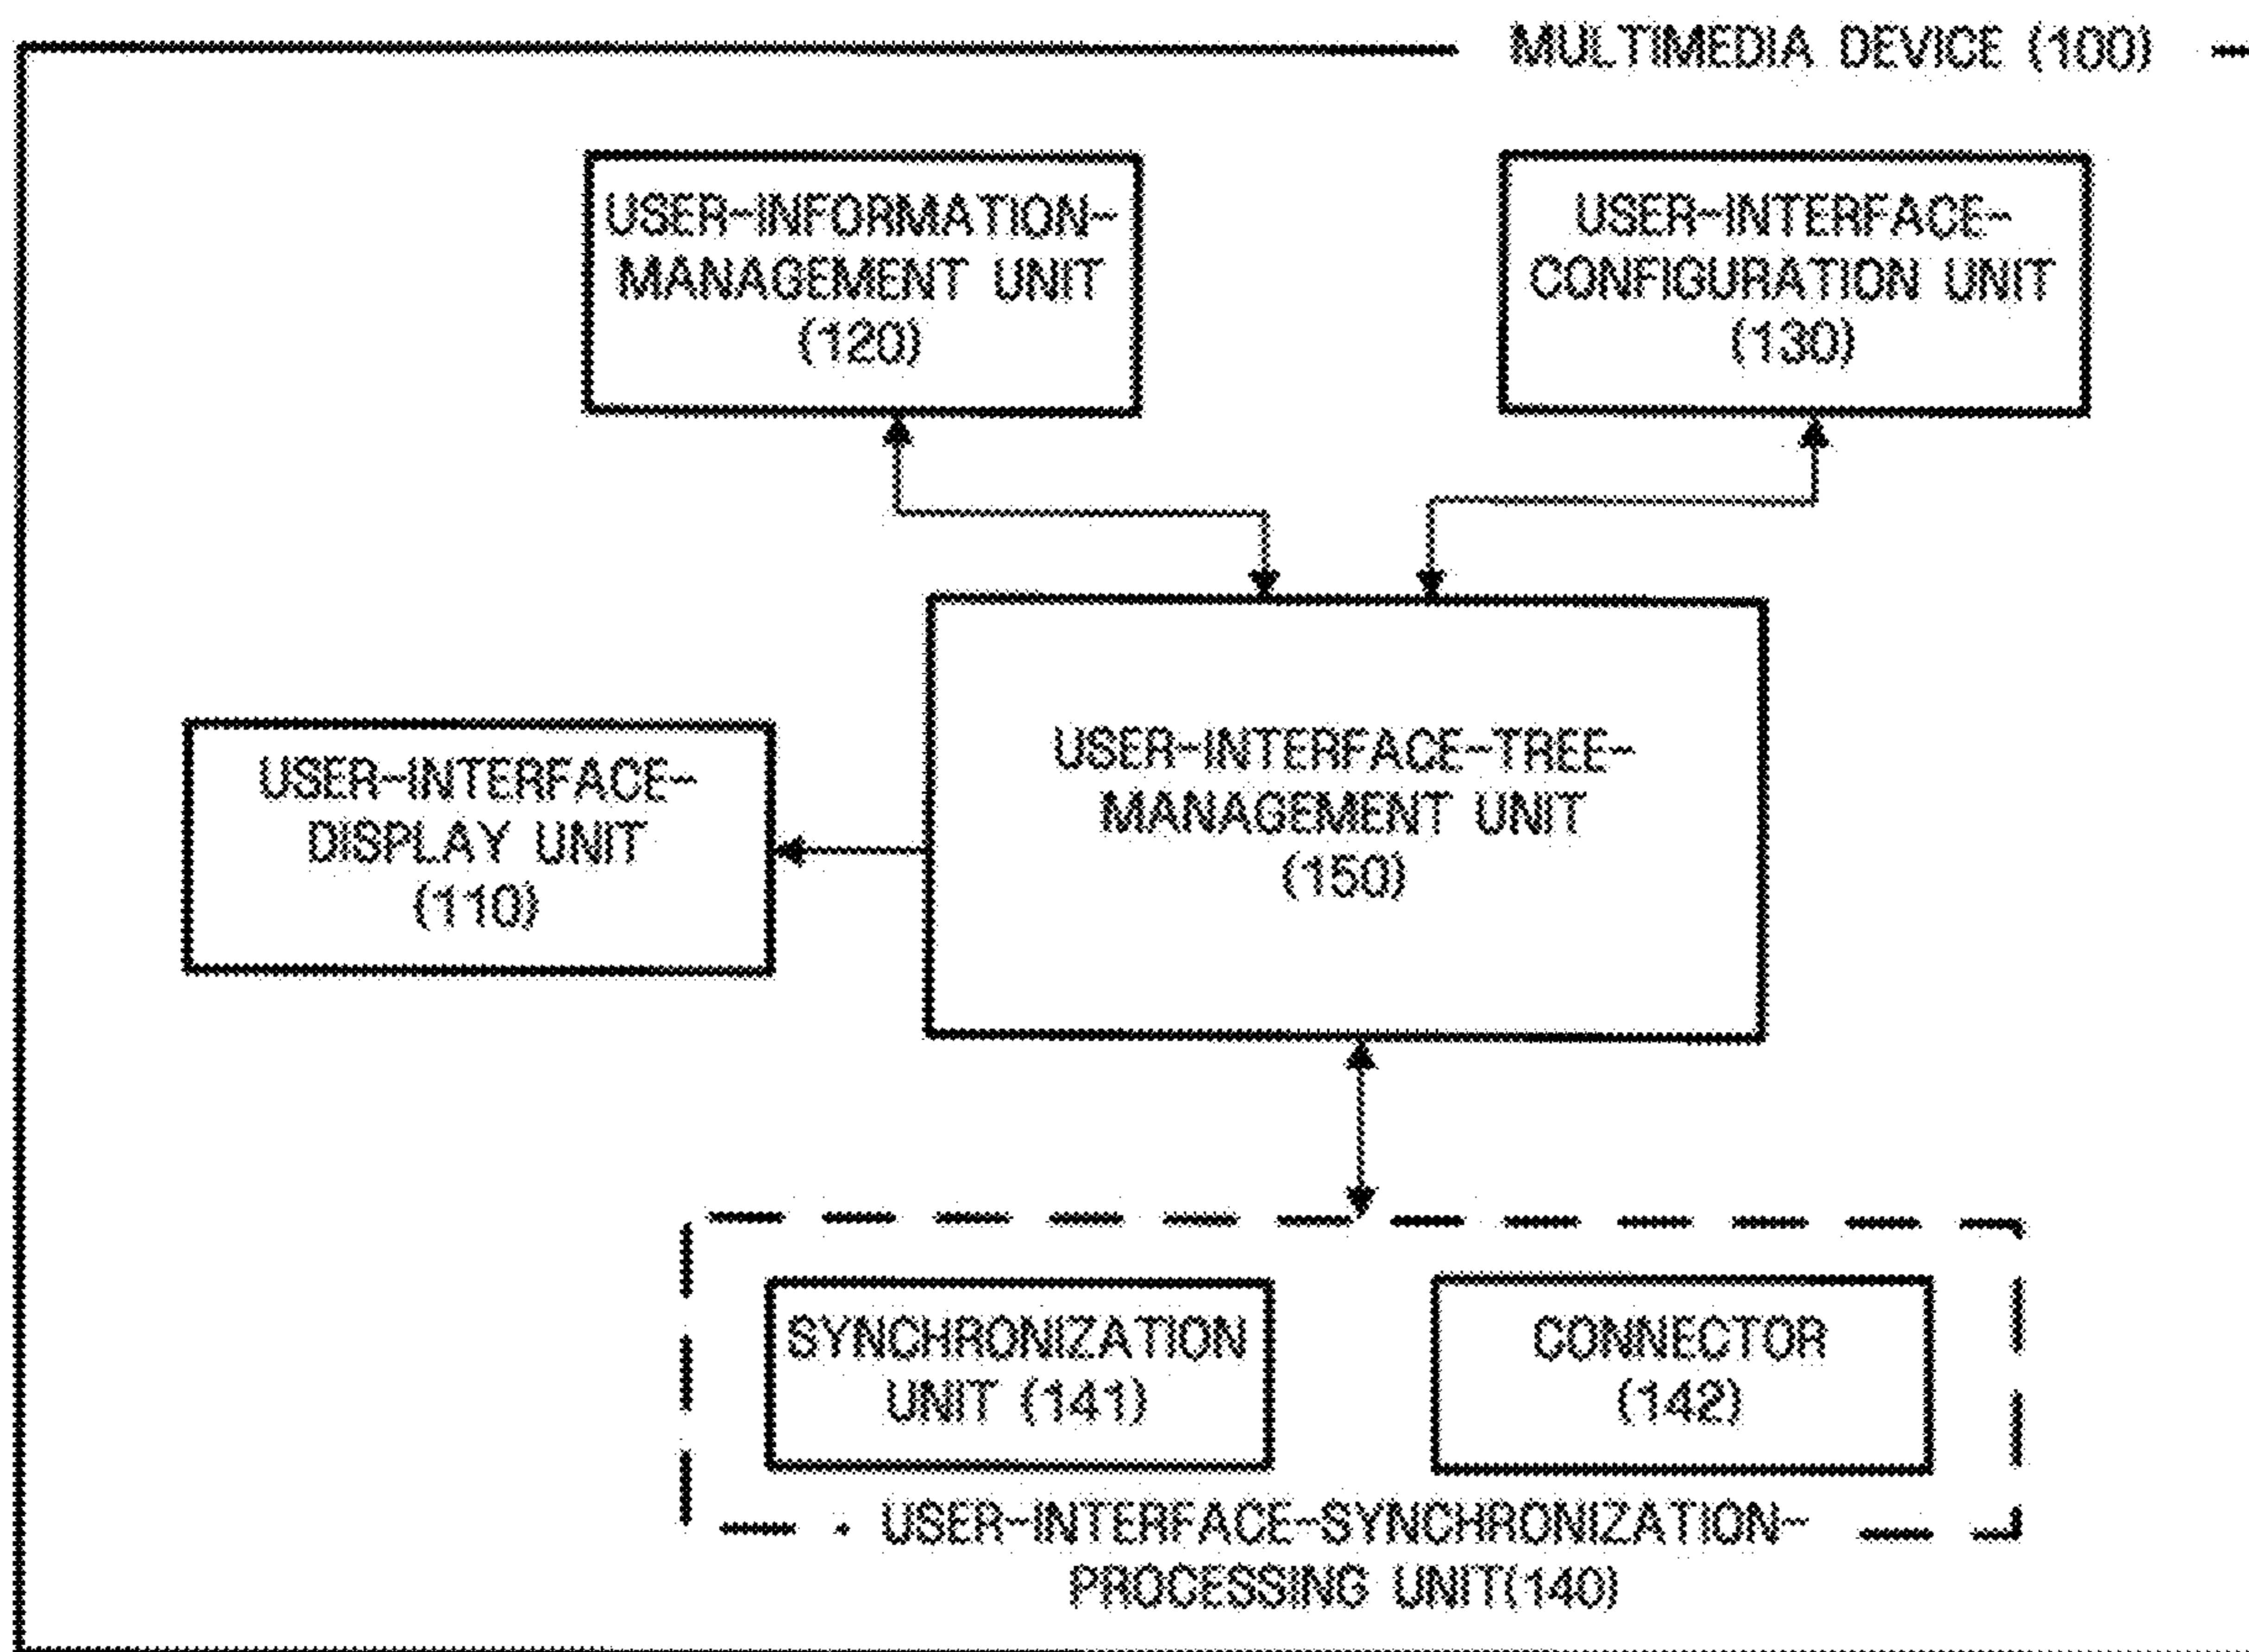 MULTIMEDIA DEVICE (100)
USER-INFORMATION-
MANAGEMENT UNIT
(120)
USER-INTERFACE-
CONFIGURATION UNIT
(130)
USER-INTERFACE-
DISPLAY UNIT
(110)
USER-INTERFACE-TREE-
MANAGEMENT UNIT
(150)
SYNCHRONIZATION
UNIT (141)
CONNECTOR
(142)
USER-INTERFACE-SYNCHRONIZATION-
PROCESSING UNIT(140)